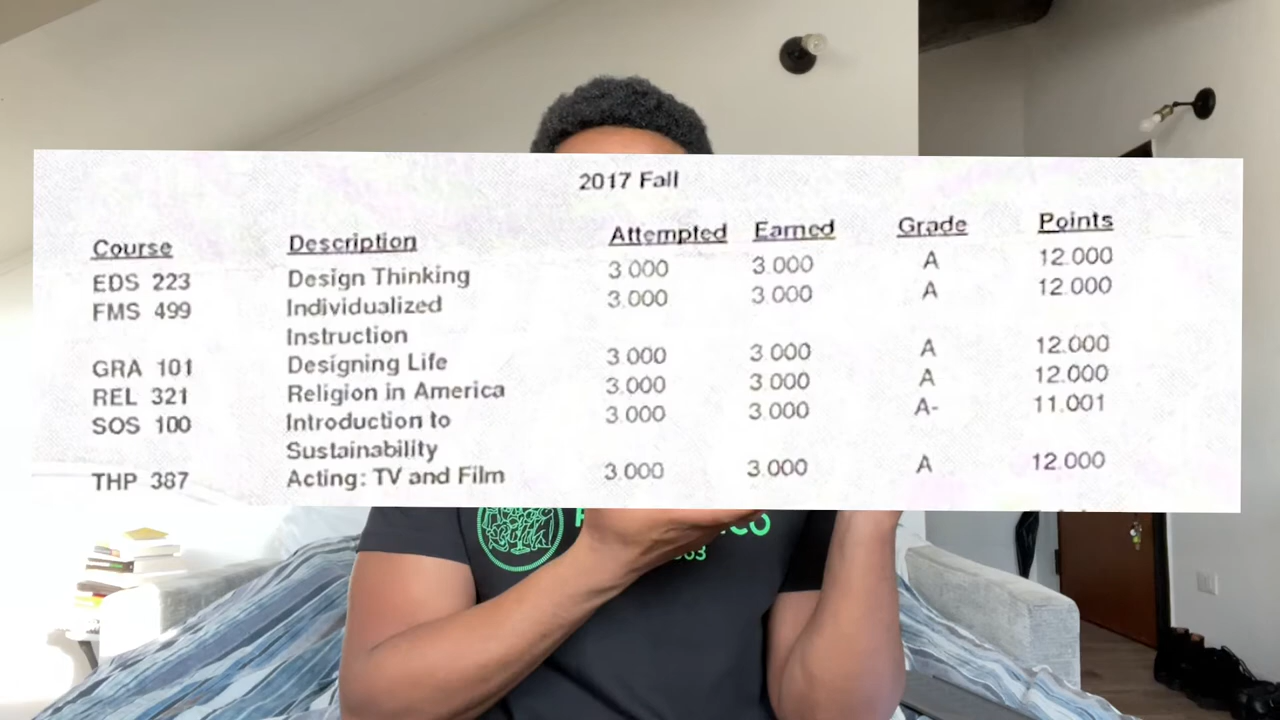 2017 Fall
Course Description Attempted Earned Grade Points
EDS 223 Design Thinking 3.000 3.000 A 12.000
FMS 499 Individualized 3.000 3.000 A 12.000
Instruction
GRA 101 Designing Life 3.000 3.000 A 12.000
REL 321 Religion in America 3.000 3.000 A 12.000
SOS 100 Introduction to 3.000 3.000 A- 11.001
Sustainability
THP 387 Acting: TV and Film 3.000 3.000 A 12.000